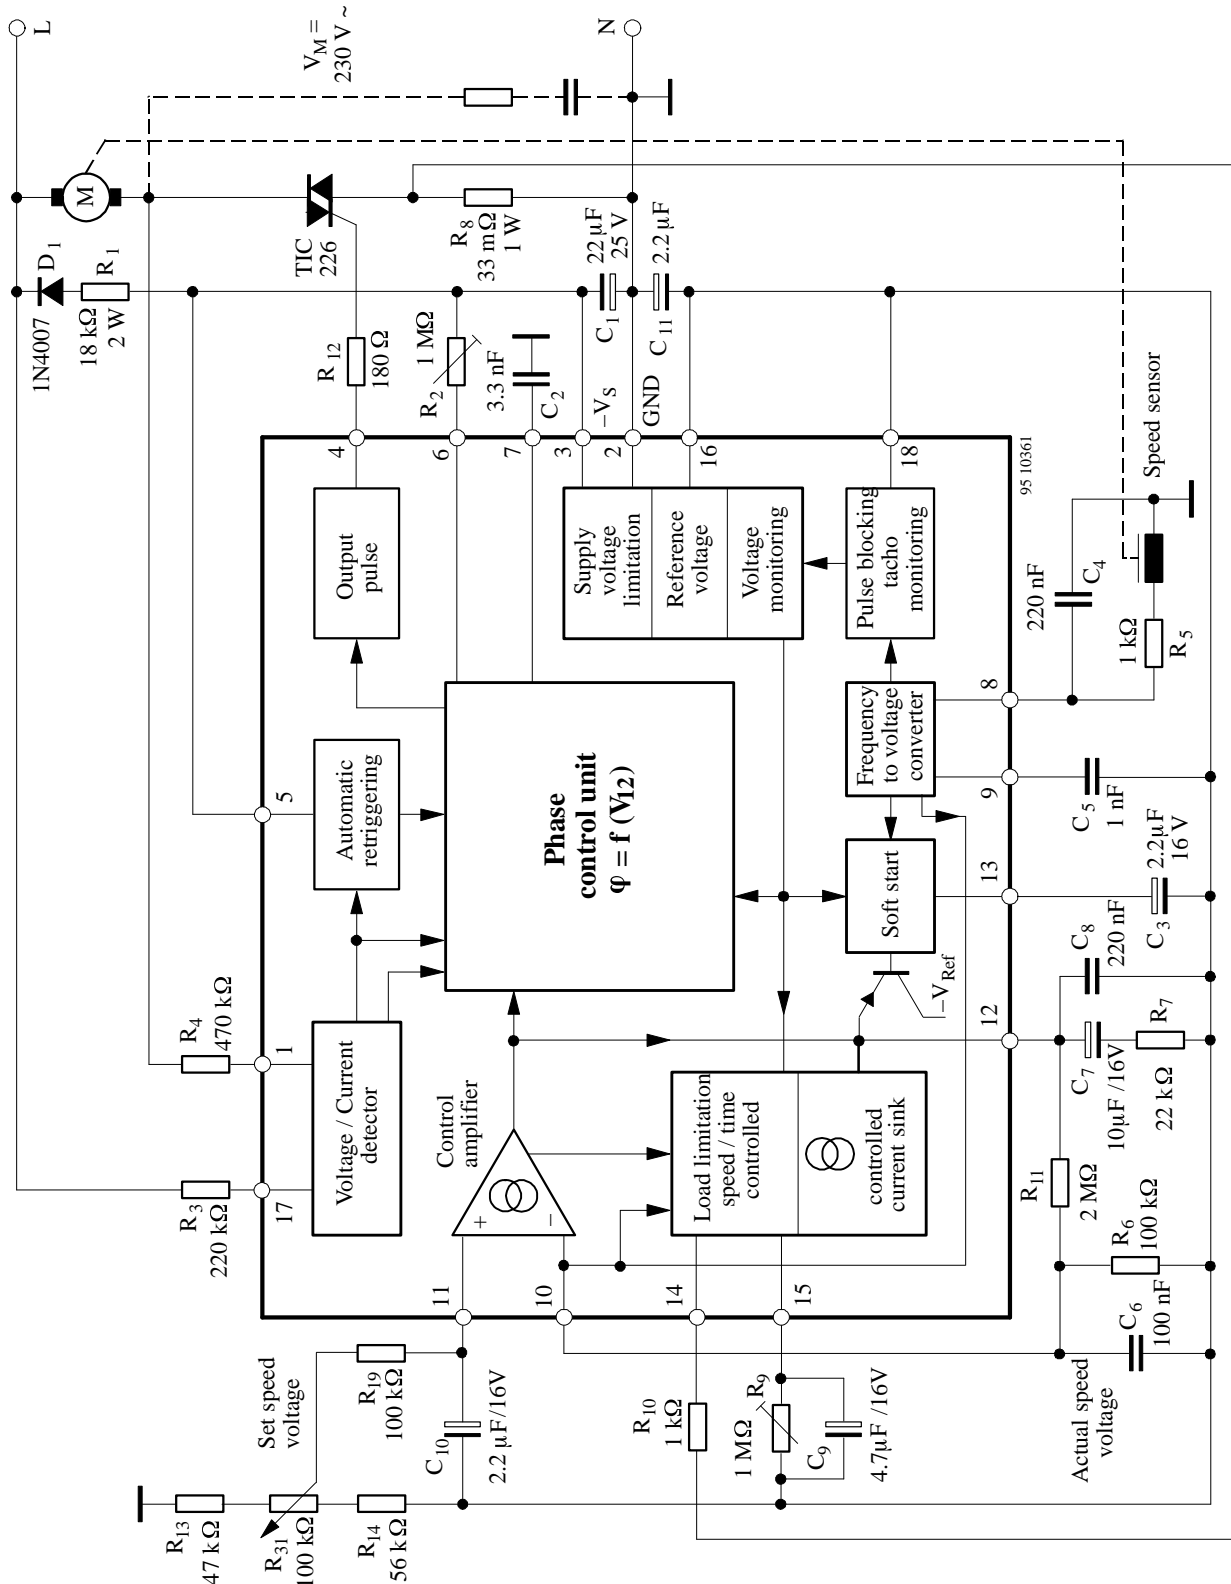 L
V_M =
230 V ~
N
M
D_1
1N4007
R_1
18 kΩ
2 W
TIC
226
R_8
33 mΩ
1 W
22 µF
25 V
C_1
2.2 µF
C_11
R_12
180 Ω
R_2
1 MΩ
3.3 nF
C_2
–V_S
GND
R_4
470 kΩ
R_3
220 kΩ
17
1
5
4
6
7
3
2
16
18
95 10361
Voltage / Current
detector
Automatic
retriggering
Output
pulse
Control
amplifier
+
–
Phase
control unit
φ = f (V_12)
Supply
voltage
limitation
Reference
voltage
Voltage
monitoring
Load limitation
speed / time
controlled
controlled
current sink
Soft start
–V_Ref
Frequency
to voltage
converter
Pulse blocking
tacho
monitoring
11
10
14
15
12
13
9
8
Set speed
voltage
R_13
47 kΩ
R_31
100 kΩ
R_14
56 kΩ
R_19
100 kΩ
C_10
2.2 µF/16V
R_10
1 kΩ
R_9
1 MΩ
C_9
4.7µF /16V
Actual speed
voltage
C_6
100 nF
R_6
100 kΩ
R_11
2 MΩ
C_7
10µF /16V
R_7
22 kΩ
C_8
220 nF
C_3
2.2µF
16 V
C_5
1 nF
220 nF
C_4
1 kΩ
R_5
Speed sensor